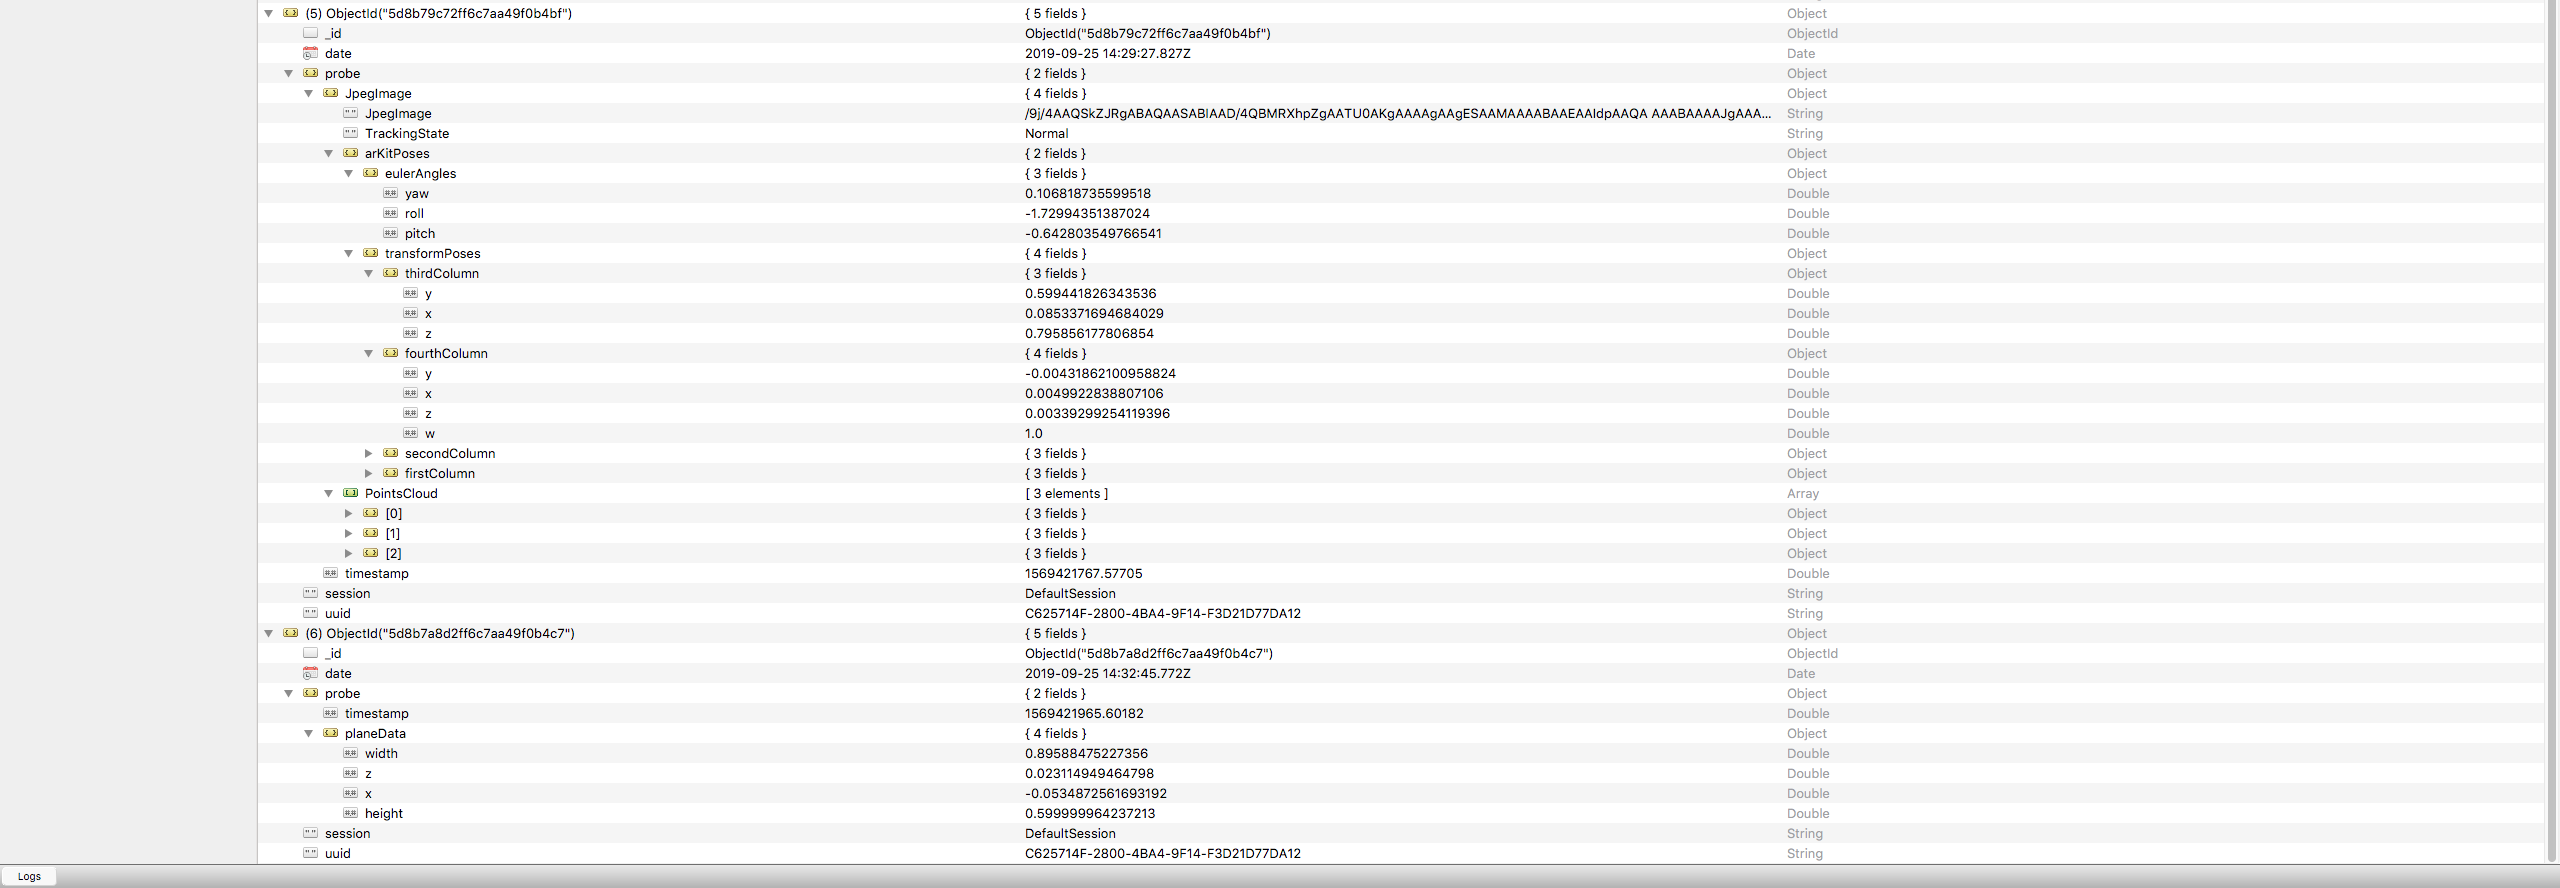 (5) ObjectId("5d8b79c72ff6c7aa49f0b4bf") { 5 fields } Object
_id ObjectId("5d8b79c72ff6c7aa49f0b4bf") ObjectId
date 2019-09-25 14:29:27.827Z Date
probe { 2 fields } Object
JpegImage { 4 fields } Object
JpegImage /9j/4AAQSkZJRgABAQAASABIAAD/4QBMRXhpZgAATU0AKgAAAAgAAgESAAMAAAABAAEAAIdpAAQA AAABAAAAJgAAA... String
TrackingState Normal String
arKitPoses { 2 fields } Object
eulerAngles { 3 fields } Object
yaw 0.106818735599518 Double
roll -1.72994351387024 Double
pitch -0.642803549766541 Double
transformPoses { 4 fields } Object
thirdColumn { 3 fields } Object
y 0.599441826343536 Double
x 0.0853371694684029 Double
z 0.795856177806854 Double
fourthColumn { 4 fields } Object
y -0.00431862100958824 Double
x 0.0049922838807106 Double
z 0.00339299254119396 Double
w 1.0 Double
secondColumn { 3 fields } Object
firstColumn { 3 fields } Object
PointsCloud [ 3 elements ] Array
[0] { 3 fields } Object
[1] { 3 fields } Object
[2] { 3 fields } Object
timestamp 1569421767.57705 Double
session DefaultSession String
uuid C625714F-2800-4BA4-9F14-F3D21D77DA12 String
(6) ObjectId("5d8b7a8d2ff6c7aa49f0b4c7") { 5 fields } Object
_id ObjectId("5d8b7a8d2ff6c7aa49f0b4c7") ObjectId
date 2019-09-25 14:32:45.772Z Date
probe { 2 fields } Object
timestamp 1569421965.60182 Double
planeData { 4 fields } Object
width 0.89588475227356 Double
z 0.023114949464798 Double
x -0.0534872561693192 Double
height 0.599999964237213 Double
session DefaultSession String
uuid C625714F-2800-4BA4-9F14-F3D21D77DA12 String
Logs